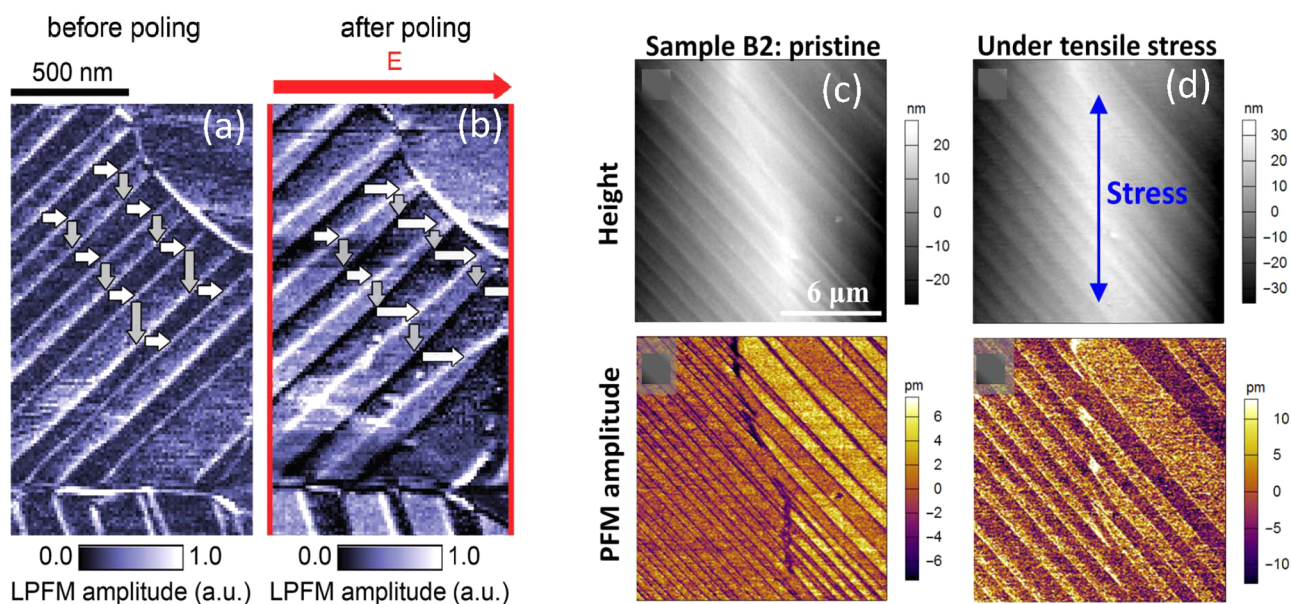 before poling
after poling
500 nm
E
(a)
(b)
0.0
1.0
LPFM amplitude (a.u.)
0.0
1.0
LPFM amplitude (a.u.)
Sample B2: pristine
Under tensile stress
Height
(c)
6 µm
nm
20
10
0
−10
−20
(d)
Stress
nm
30
20
10
0
−10
−20
−30
PFM amplitude
pm
6
4
2
0
−2
−4
−6
pm
10
5
0
−5
−10